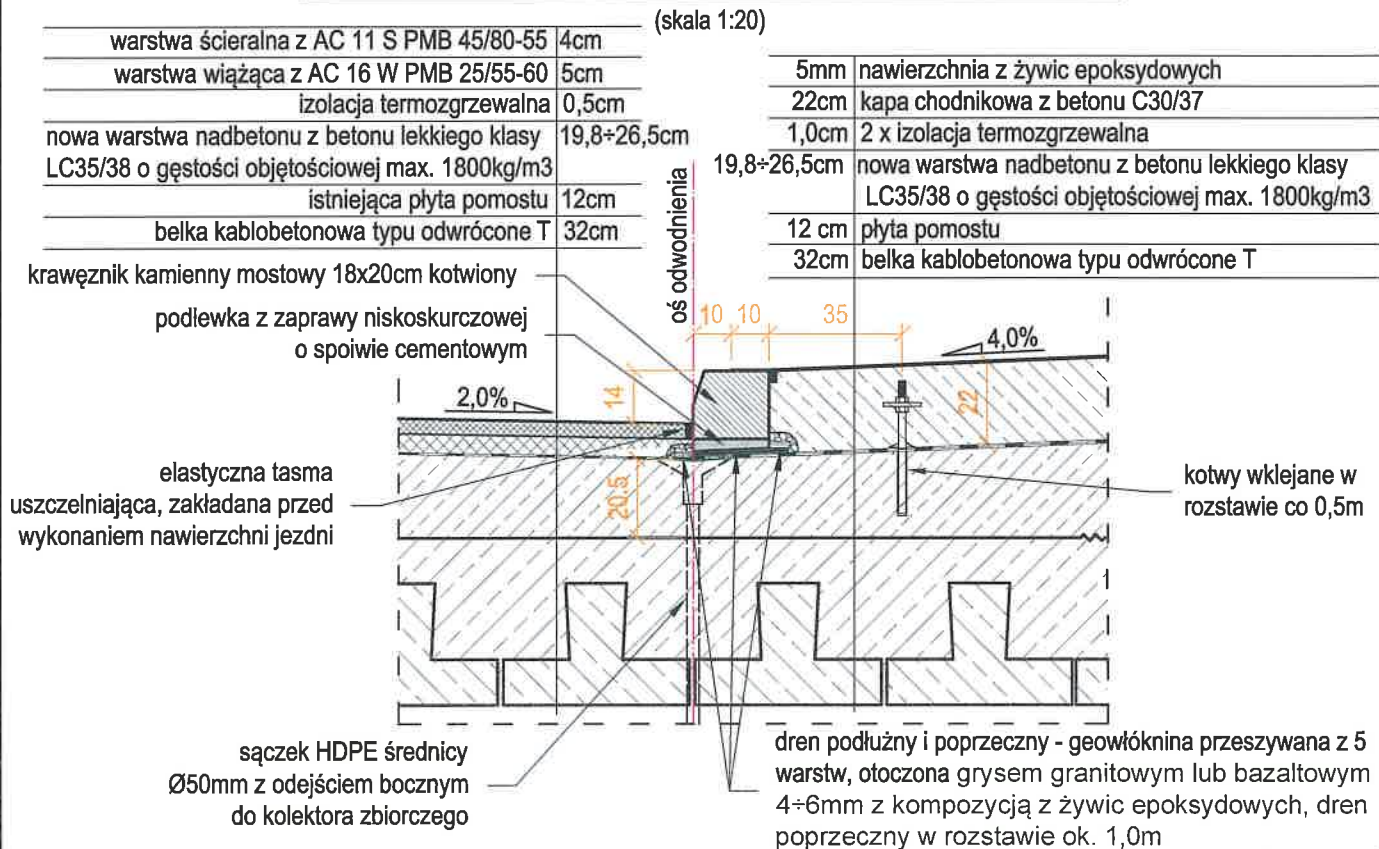 (skala 1:20)
warstwa ścieralna z AC 11 S PMB 45/80-55 4cm
warstwa wiążąca z AC 16 W PMB 25/55-60 5cm
izolacja termozgrzewalna 0,5cm
nowa warstwa nadbetonu z betonu lekkiego klasy 19,8÷26,5cm
LC35/38 o gęstości objętościowej max. 1800kg/m3
istniejąca płyta pomostu 12cm
belka kablobetonowa typu odwrócone T 32cm
5mm nawierzchnia z żywic epoksydowych
22cm kapa chodnikowa z betonu C30/37
1,0cm 2 x izolacja termozgrzewalna
19,8÷26,5cm nowa warstwa nadbetonu z betonu lekkiego klasy
LC35/38 o gęstości objętościowej max. 1800kg/m3
12 cm płyta pomostu
32cm belka kablobetonowa typu odwrócone T
oś odwodnienia
krawęznik kamienny mostowy 18x20cm kotwiony
podlewka z zaprawy niskoskurczowej
o spoiwie cementowym
10 10 35
4,0%
2,0%
14
22
20.5
elastyczna tasma
uszczelniająca, zakładana przed
wykonaniem nawierzchni jezdni
kotwy wklejane w
rozstawie co 0,5m
sączek HDPE średnicy
Ø50mm z odejściem bocznym
do kolektora zbiorczego
dren podłużny i poprzeczny - geowłóknina przeszywana z 5
warstw, otoczona grysem granitowym lub bazaltowym
4÷6mm z kompozycją z żywic epoksydowych, dren
poprzeczny w rozstawie ok. 1,0m